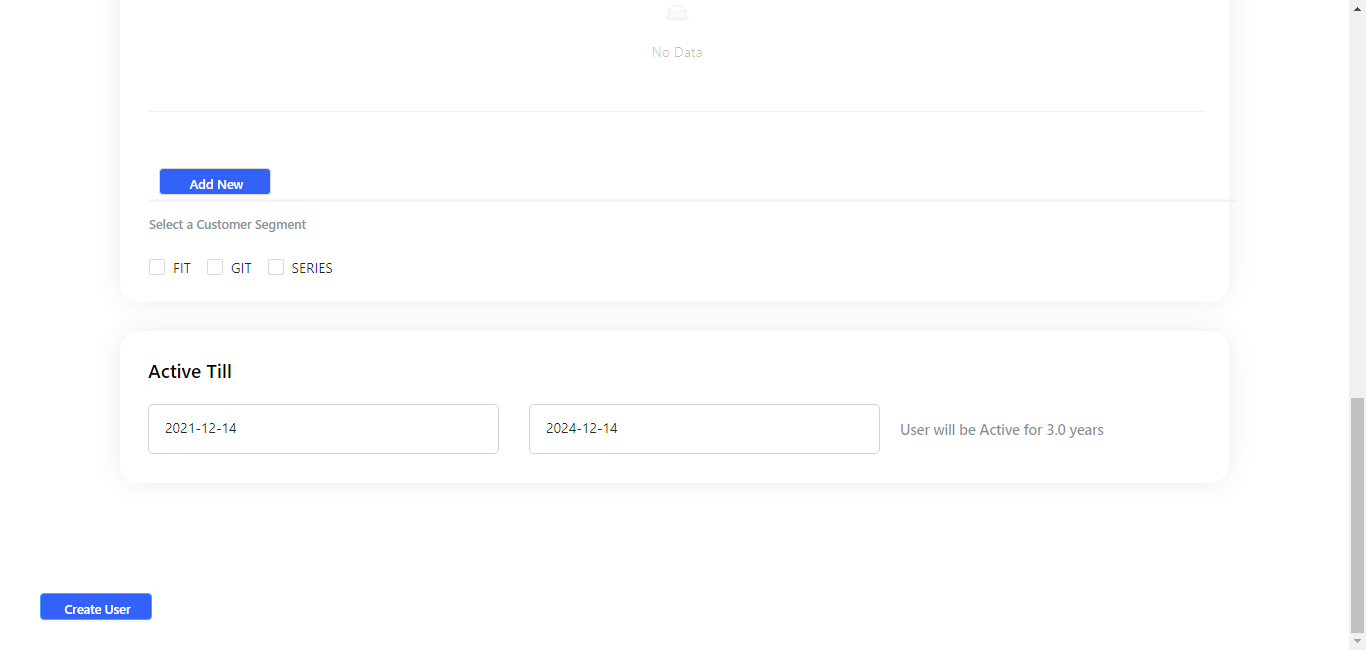 No Data
Add New
Select a Customer Segment
FIT GIT SERIES
Active Till
2021-12-14 2024-12-14 User will be Active for 3.0 years
Create User